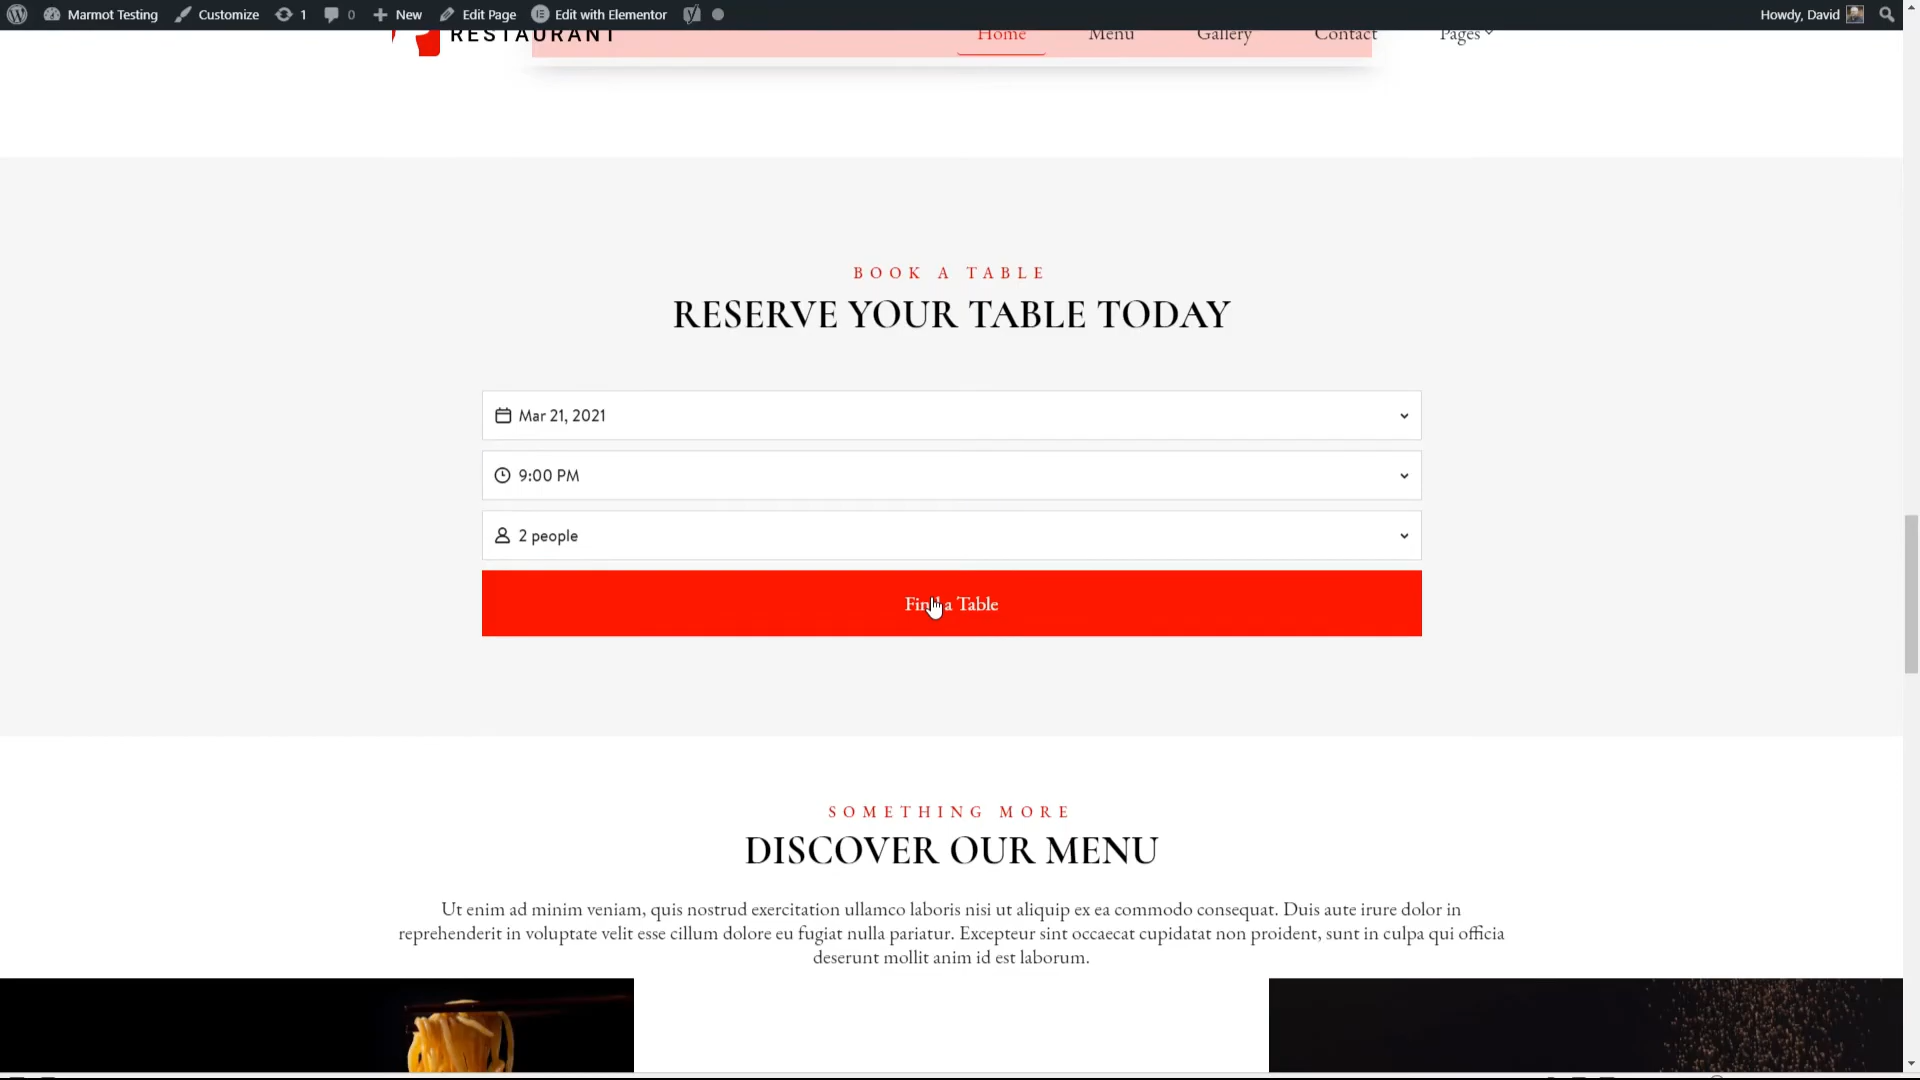 Marmot Testing Customize 1 0 New Edit Page Edit with Elementor Howdy, David
RESTAURANT Home Menu Gallery Contact Pages
BOOK A TABLE
RESERVE YOUR TABLE TODAY
Mar 21, 2021
9:00 PM
2 people
Find a Table
SOMETHING MORE
DISCOVER OUR MENU
Ut enim ad minim veniam, quis nostrud exercitation ullamco laboris nisi ut aliquip ex ea commodo consequat. Duis aute irure dolor in
reprehenderit in voluptate velit esse cillum dolore eu fugiat nulla pariatur. Excepteur sint occaecat cupidatat non proident, sunt in culpa qui officia
deserunt mollit anim id est laborum.